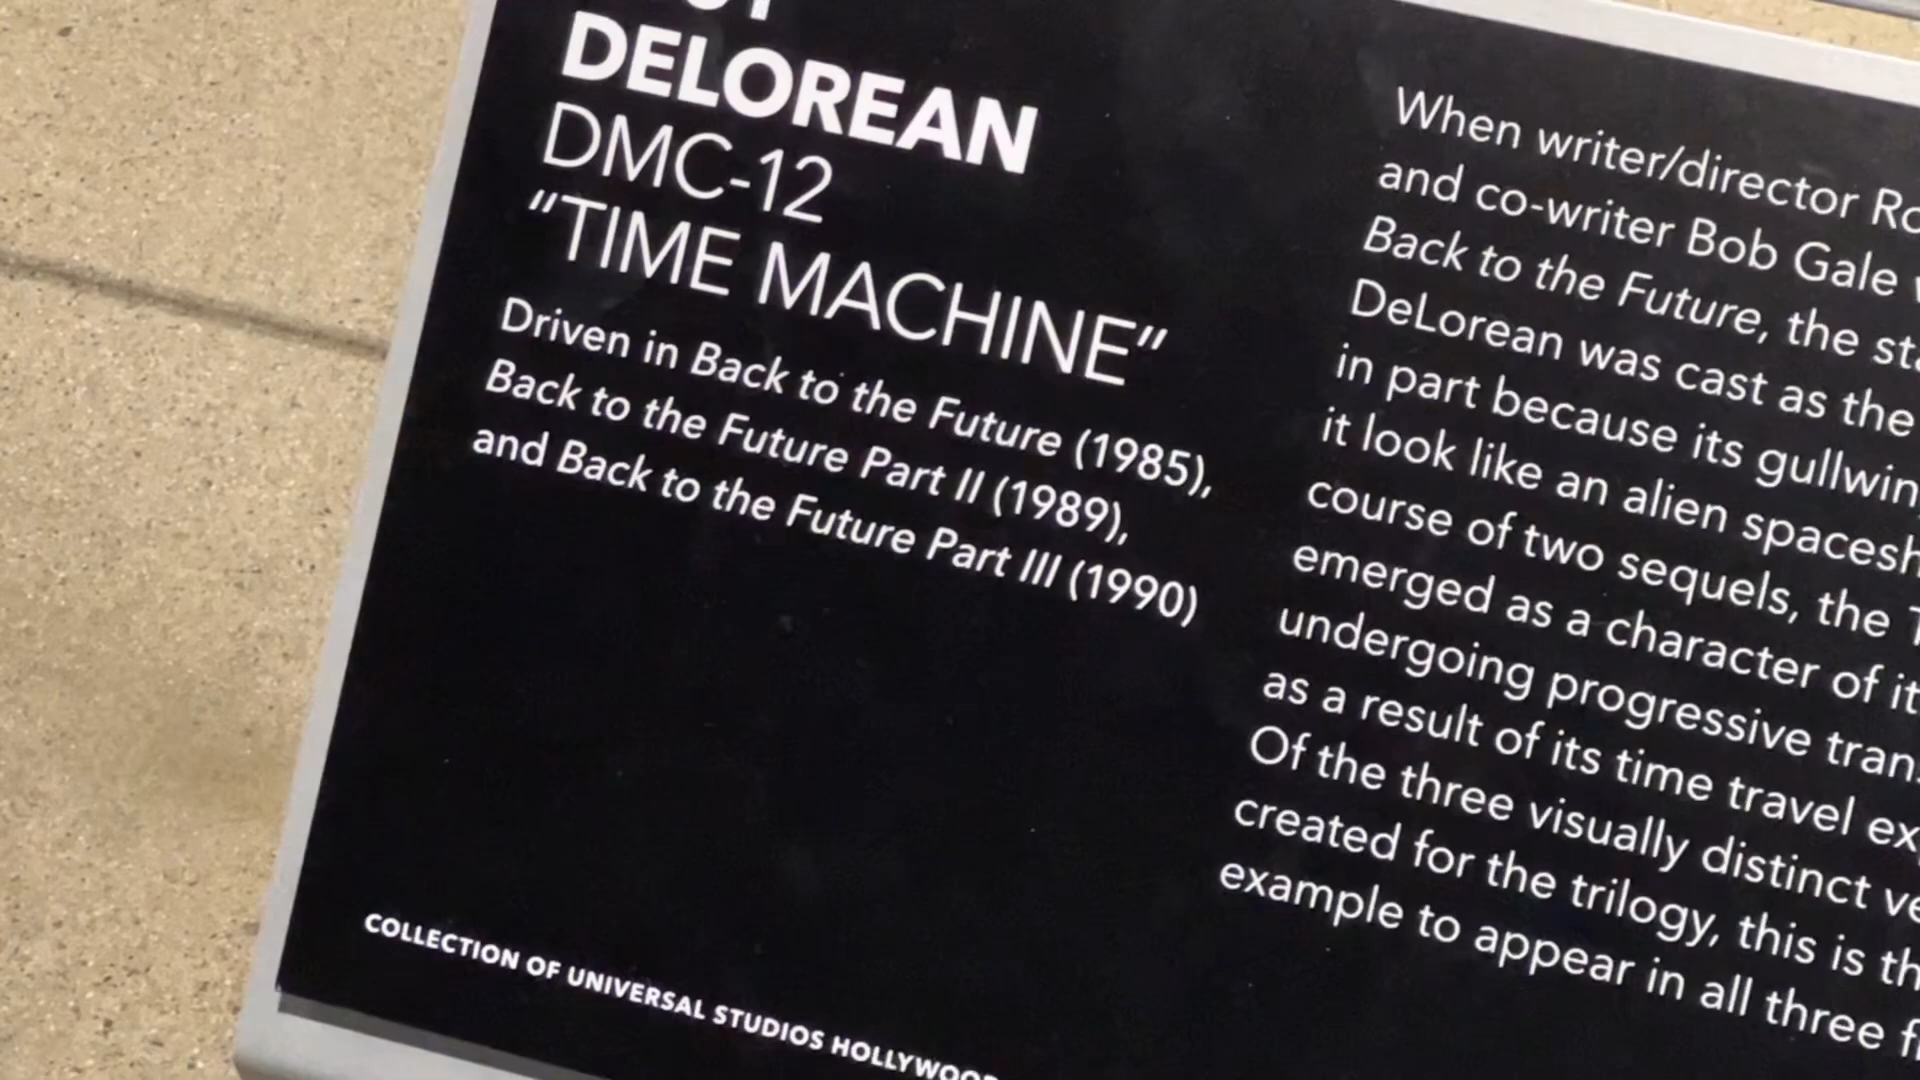 DELOREAN
DMC-12
“TIME MACHINE”
Driven in Back to the Future (1985),
Back to the Future Part II (1989),
and Back to the Future Part III (1990)
COLLECTION OF UNIVERSAL STUDIOS
When writer/director
and co-writer Bob Gale
Back to the Future, the
DeLorean was cast as the
in part because its
it look like an alien
course of two sequels, the
emerged as a character of
undergoing progressive
as a result of its time travel
Of the three visually distinct
created for the trilogy, this is
example to appear in all three